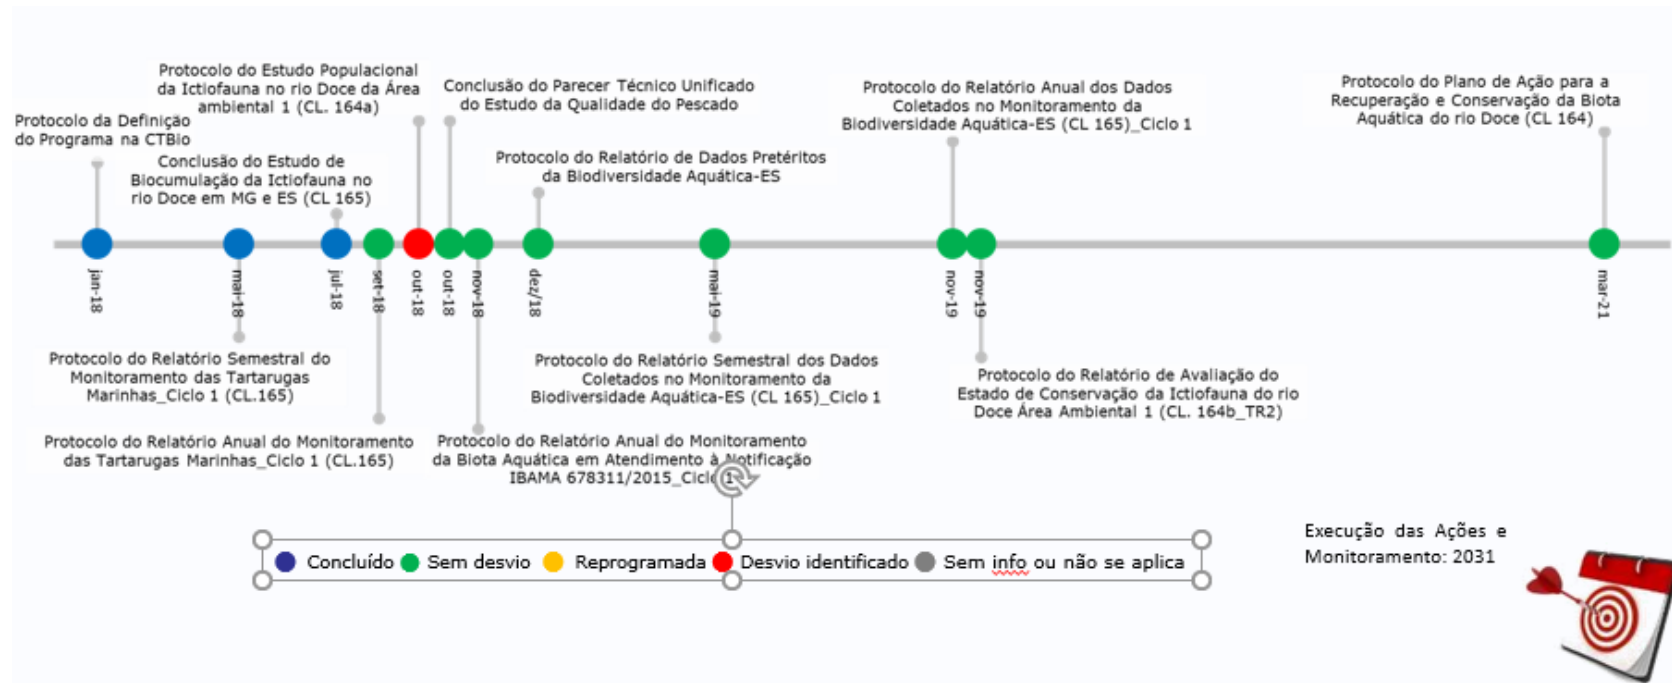 Protocolo da Definição
do Programa na CTBio
Protocolo do Estudo Populacional
da Ictiofauna no rio Doce da Área
ambiental 1 (CL. 164a)
Conclusão do Estudo de
Biocumulação da Ictiofauna no
rio Doce em MG e ES (CL 165)
Conclusão do Parecer Técnico Unificado
do Estudo da Qualidade do Pescado
Protocolo do Relatório de Dados Pretéritos
da Biodiversidade Aquática-ES
Protocolo do Relatório Anual dos Dados
Coletados no Monitoramento da
Biodiversidade Aquática-ES (CL 165)_Ciclo 1
Protocolo do Plano de Ação para a
Recuperação e Conservação da Biota
Aquática do rio Doce (CL 164)
jan-18
mai-18
jul-18
set-18
out-18
out-18
nov-18
dez/18
mai-19
nov-19
nov-19
mar-21
Protocolo do Relatório Semestral do
Monitoramento das Tartarugas
Marinhas_Ciclo 1 (CL.165)
Protocolo do Relatório Anual do Monitoramento
das Tartarugas Marinhas_Ciclo 1 (CL.165)
Protocolo do Relatório Anual do Monitoramento
da Biota Aquática em Atendimento à Notificação
IBAMA 678311/2015_Ciclo 1
Protocolo do Relatório Semestral dos Dados
Coletados no Monitoramento da
Biodiversidade Aquática-ES (CL 165)_Ciclo 1
Protocolo do Relatório de Avaliação do
Estado de Conservação da Ictiofauna do rio
Doce Área Ambiental 1 (CL. 164b_TR2)
Concluído
Sem desvio
Reprogramada
Desvio identificado
Sem info ou não se aplica
Execução das Ações e
Monitoramento: 2031